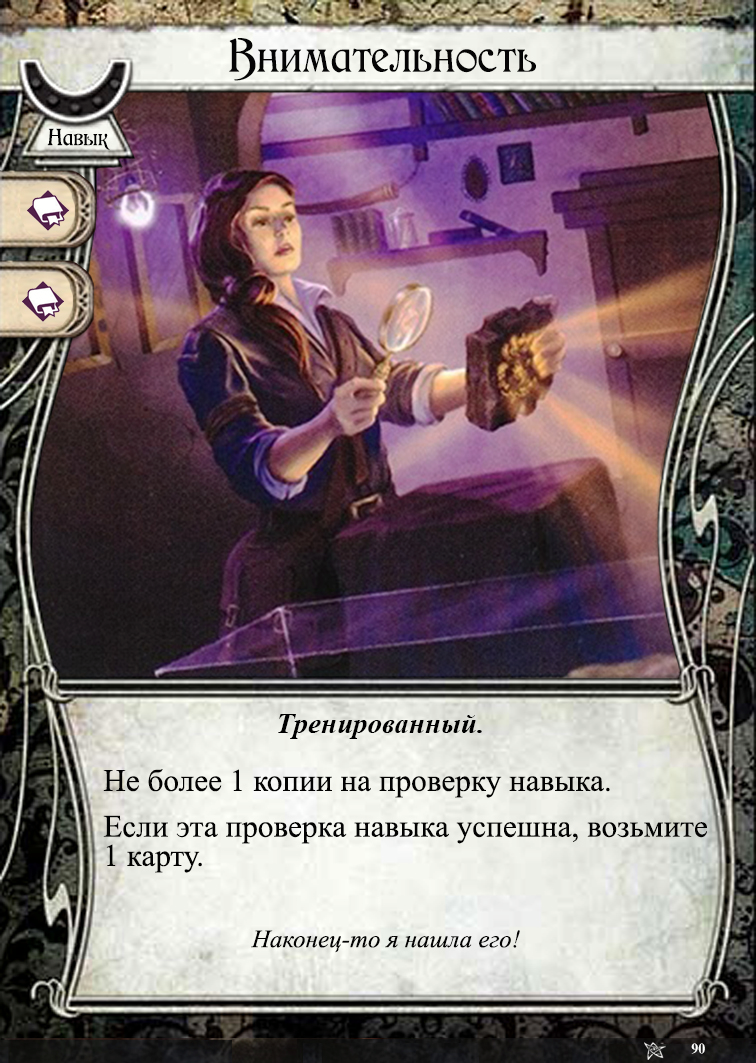 Внимательность
Навык
Тренированный.
Не более 1 копии на проверку навыка.
Если эта проверка навыка успешна, возьмите
1 карту.
Наконец-то я нашла его!
90